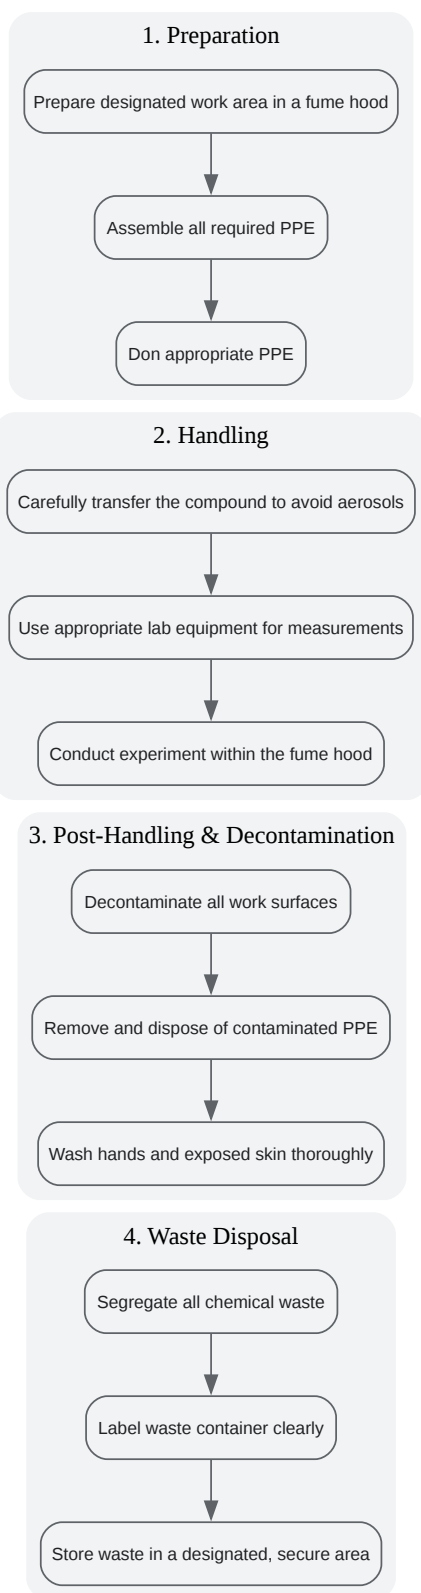 1. Preparation
Prepare designated work area in a fume hood
Assemble all required PPE
Don appropriate PPE
2. Handling
Carefully transfer the compound to avoid aerosols
Use appropriate lab equipment for measurements
Conduct experiment within the fume hood
3. Post-Handling & Decontamination
Decontaminate all work surfaces
Remove and dispose of contaminated PPE
Wash hands and exposed skin thoroughly
4. Waste Disposal
Segregate all chemical waste
Label waste container clearly
Store waste in a designated, secure area